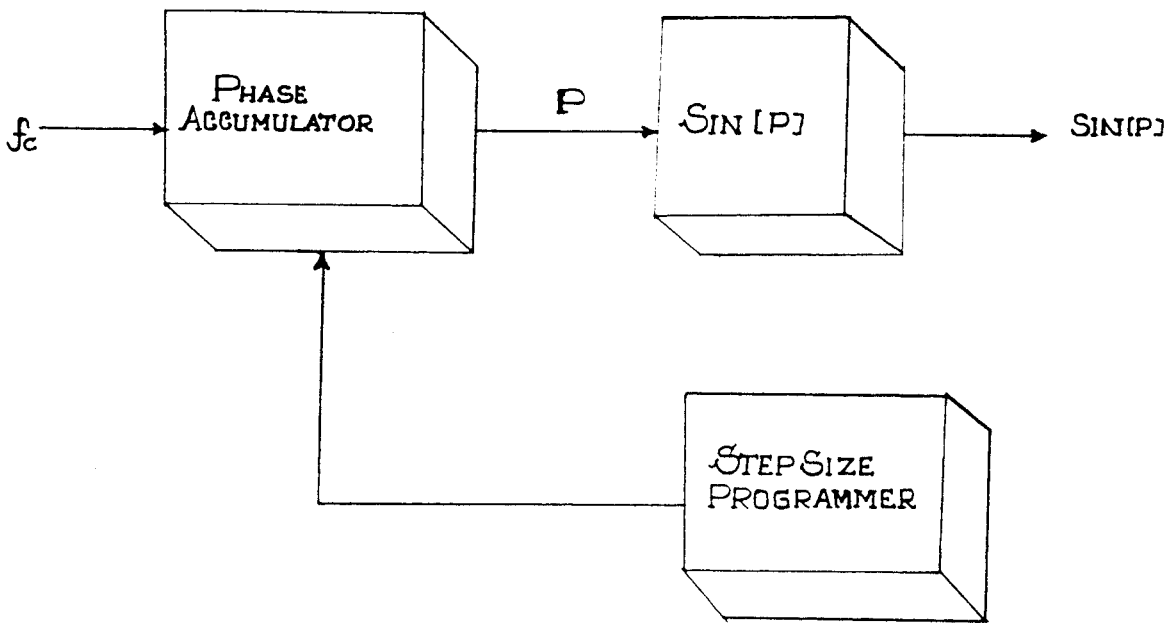 PHASE
ACCUMULATOR
fc
P
SIN [P]
SIN[P]
STEP SIZE
PROGRAMMER